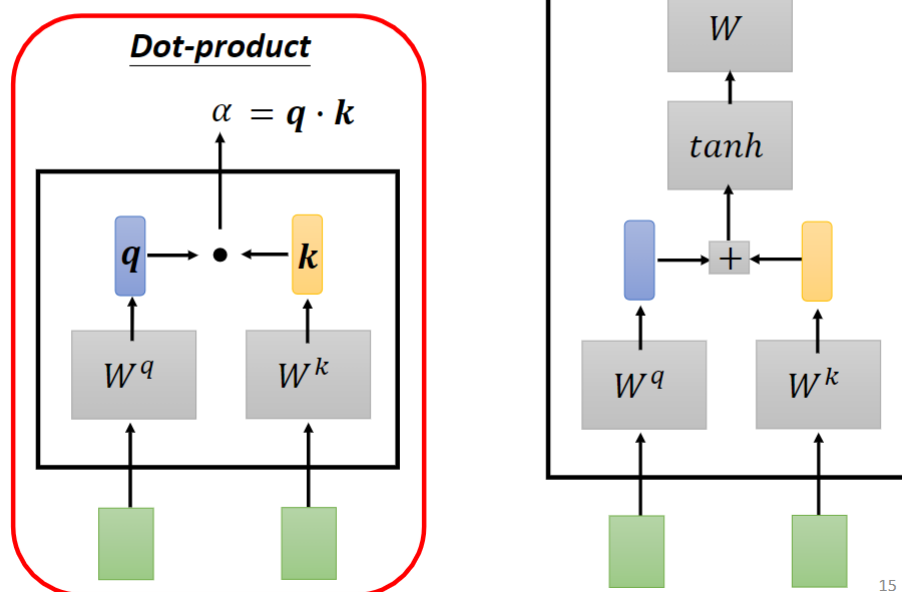 Dot-product
α = q · k
q
k
W^q
W^k
W
tanh
+
W^q
W^k
15